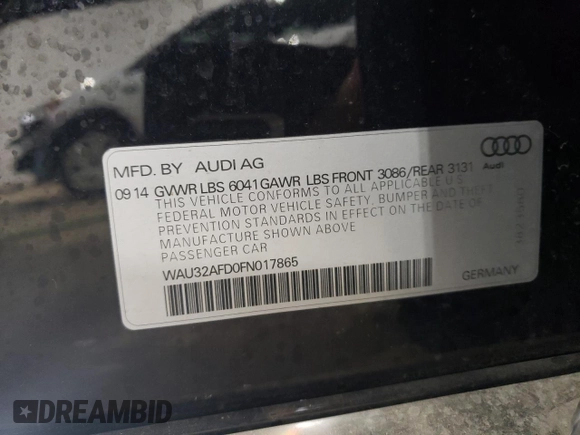 MFD. BY AUDI AG
09 14 GVWR LBS 6041 GAWR LBS FRONT 3086/REAR 3131
THIS VEHICLE CONFORMS TO ALL APPLICABLE U.S.
FEDERAL MOTOR VEHICLE SAFETY, BUMPER AND THEFT
PREVENTION STANDARDS IN EFFECT ON THE DATE OF
MANUFACTURE SHOWN ABOVE
PASSENGER CAR
WAU32AFD0FN017865
Audi
GERMANY
DREAMBID